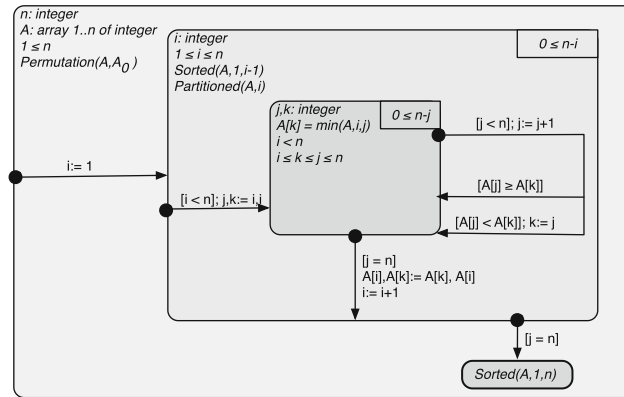 n: integer
A: array 1..n of integer
1 ≤ n
Permutation(A,A₀ )
i: integer
1 ≤ i ≤ n
Sorted(A,1,i-1)
Partitioned(A,i)
0 ≤ n-i
j,k: integer
A[k] = min(A,i,j)
i < n
i ≤ k ≤ j ≤ n
0 ≤ n-j
[j < n]; j:= j+1
i:= 1
[A[j] ≥ A[k]]
[i < n]; j,k:= i,i
[A[j] < A[k]]; k:= j
[j = n]
A[i],A[k]:= A[k], A[i]
i:= i+1
[j = n]
Sorted(A,1,n)